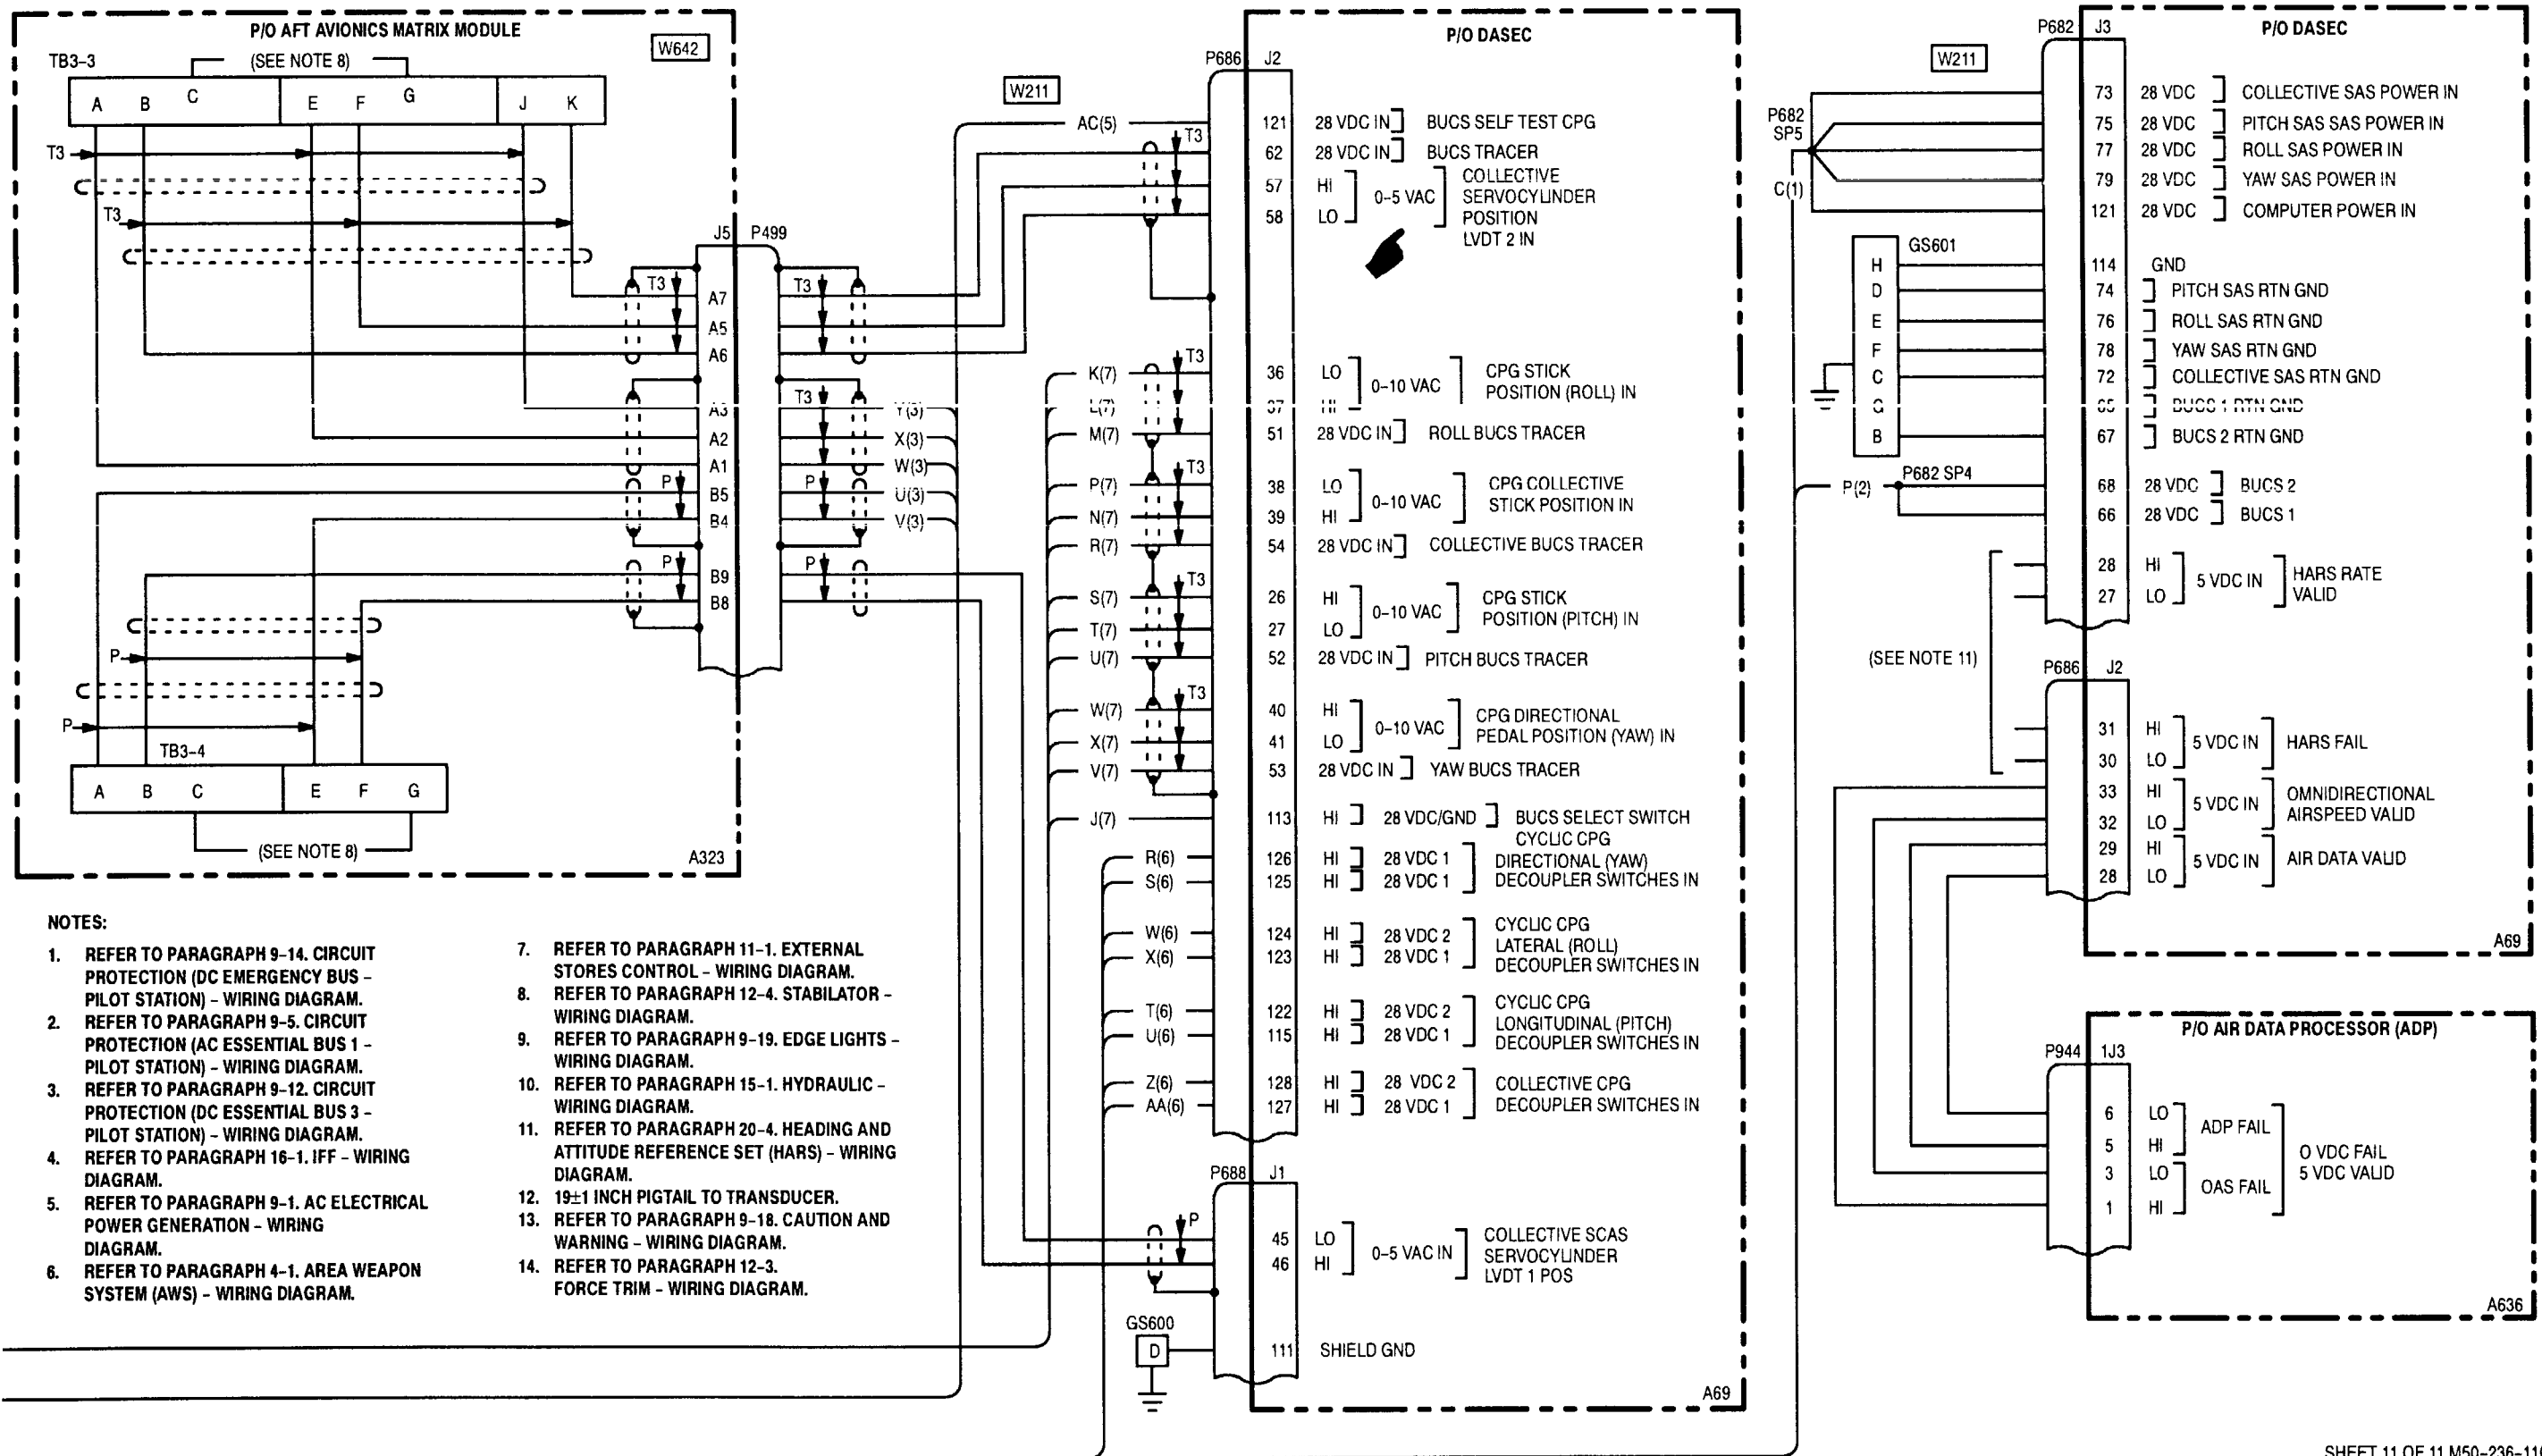 P/O AFT AVIONICS MATRIX MODULE
W642
TB3-3
(SEE NOTE 8)
A B C E F G J K
T3
T3
J5 P499
T3 T3
A7
A5
A6
T3
A3 Y(3)
A2 X(3)
A1 W(3)
P P
B5 U(3)
B4 V(3)
P P
B9
B8
P
P
TB3-4
A B C E F G
(SEE NOTE 8)
A323
NOTES:
1. REFER TO PARAGRAPH 9-14. CIRCUIT
PROTECTION (DC EMERGENCY BUS -
PILOT STATION) - WIRING DIAGRAM.
2. REFER TO PARAGRAPH 9-5. CIRCUIT
PROTECTION (AC ESSENTIAL BUS 1 -
PILOT STATION) - WIRING DIAGRAM.
3. REFER TO PARAGRAPH 9-12. CIRCUIT
PROTECTION (DC ESSENTIAL BUS 3 -
PILOT STATION) - WIRING DIAGRAM.
4. REFER TO PARAGRAPH 16-1. IFF - WIRING
DIAGRAM.
5. REFER TO PARAGRAPH 9-1. AC ELECTRICAL
POWER GENERATION - WIRING
DIAGRAM.
6. REFER TO PARAGRAPH 4-1. AREA WEAPON
SYSTEM (AWS) - WIRING DIAGRAM.
7. REFER TO PARAGRAPH 11-1. EXTERNAL
STORES CONTROL - WIRING DIAGRAM.
8. REFER TO PARAGRAPH 12-4. STABILATOR -
WIRING DIAGRAM.
9. REFER TO PARAGRAPH 9-19. EDGE LIGHTS -
WIRING DIAGRAM.
10. REFER TO PARAGRAPH 15-1. HYDRAULIC -
WIRING DIAGRAM.
11. REFER TO PARAGRAPH 20-4. HEADING AND
ATTITUDE REFERENCE SET (HARS) - WIRING
DIAGRAM.
12. 19±1 INCH PIGTAIL TO TRANSDUCER.
13. REFER TO PARAGRAPH 9-18. CAUTION AND
WARNING - WIRING DIAGRAM.
14. REFER TO PARAGRAPH 12-3.
FORCE TRIM - WIRING DIAGRAM.
P/O DASEC
P686 J2
W211
AC(5) 121 28 VDC IN BUCS SELF TEST CPG
T3
62 28 VDC IN BUCS TRACER
57 HI 0-5 VAC COLLECTIVE
SERVOCYLINDER
58 LO POSITION
LVDT 2 IN
T3
K(7) 36 LO 0-10 VAC CPG STICK
POSITION (ROLL) IN
L(7) 37 HI
M(7) 51 28 VDC IN ROLL BUCS TRACER
T3
P(7) 38 LO 0-10 VAC CPG COLLECTIVE
STICK POSITION IN
N(7) 39 HI
R(7) 54 28 VDC IN COLLECTIVE BUCS TRACER
T3
S(7) 26 HI 0-10 VAC CPG STICK
POSITION (PITCH) IN
T(7) 27 LO
U(7) 52 28 VDC IN PITCH BUCS TRACER
T3
W(7) 40 HI 0-10 VAC CPG DIRECTIONAL
PEDAL POSITION (YAW) IN
X(7) 41 LO
V(7) 53 28 VDC IN YAW BUCS TRACER
J(7) 113 HI 28 VDC/GND BUCS SELECT SWITCH
CYCLIC CPG
R(6) 126 HI 28 VDC 1 DIRECTIONAL (YAW)
S(6) 125 HI 28 VDC 1 DECOUPLER SWITCHES IN
CYCLIC CPG
W(6) 124 HI 28 VDC 2 LATERAL (ROLL)
X(6) 123 HI 28 VDC 1 DECOUPLER SWITCHES IN
CYCLIC CPG
T(6) 122 HI 28 VDC 2 LONGITUDINAL (PITCH)
U(6) 115 HI 28 VDC 1 DECOUPLER SWITCHES IN
Z(6) 128 HI 28 VDC 2 COLLECTIVE CPG
AA(6) 127 HI 28 VDC 1 DECOUPLER SWITCHES IN
P688 J1
P
45 LO 0-5 VAC IN COLLECTIVE SCAS
SERVOCYLINDER
46 HI LVDT 1 POS
GS600
D 111 SHIELD GND
A69
P/O DASEC
P682 J3
W211
P682
SP5
C(1)
73 28 VDC COLLECTIVE SAS POWER IN
75 28 VDC PITCH SAS SAS POWER IN
77 28 VDC ROLL SAS POWER IN
79 28 VDC YAW SAS POWER IN
121 28 VDC COMPUTER POWER IN
GS601
H 114 GND
D 74 PITCH SAS RTN GND
E 76 ROLL SAS RTN GND
F 78 YAW SAS RTN GND
C 72 COLLECTIVE SAS RTN GND
G 65 BUCS 1 RTN GND
B 67 BUCS 2 RTN GND
P(2) P682 SP4
68 28 VDC BUCS 2
66 28 VDC BUCS 1
28 HI 5 VDC IN HARS RATE
27 LO VALID
(SEE NOTE 11)
P686 J2
31 HI 5 VDC IN HARS FAIL
30 LO
33 HI 5 VDC IN OMNIDIRECTIONAL
32 LO AIRSPEED VALID
29 HI 5 VDC IN AIR DATA VALID
28 LO
A69
P/O AIR DATA PROCESSOR (ADP)
P944 1J3
6 LO ADP FAIL
5 HI
O VDC FAIL
5 VDC VALID
3 LO OAS FAIL
1 HI
A636